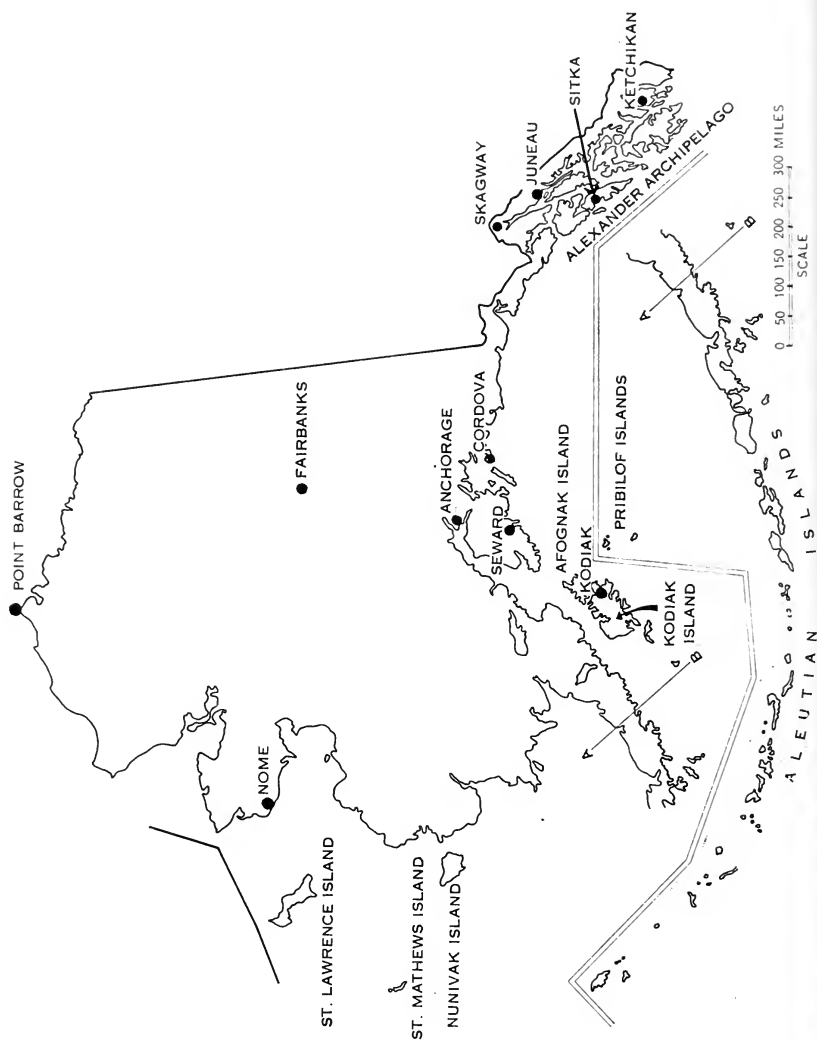 POINT BARROW
FAIRBANKS
NOME
ST. LAWRENCE ISLAND
ST. MATHEWS ISLAND
NUNIVAK ISLAND
ANCHORAGE
CORDOVA
SEWARD
AFOGNAK ISLAND
KODIAK
KODIAK
ISLAND
PRIBILOF ISLANDS
SKAGWAY
JUNEAU
SITKA
KETCHIKAN
ALEXANDER ARCHIPELAGO
A
B
A
B
ALEUTIAN ISLANDS
0 50 100 150 200 250 300 MILES
SCALE